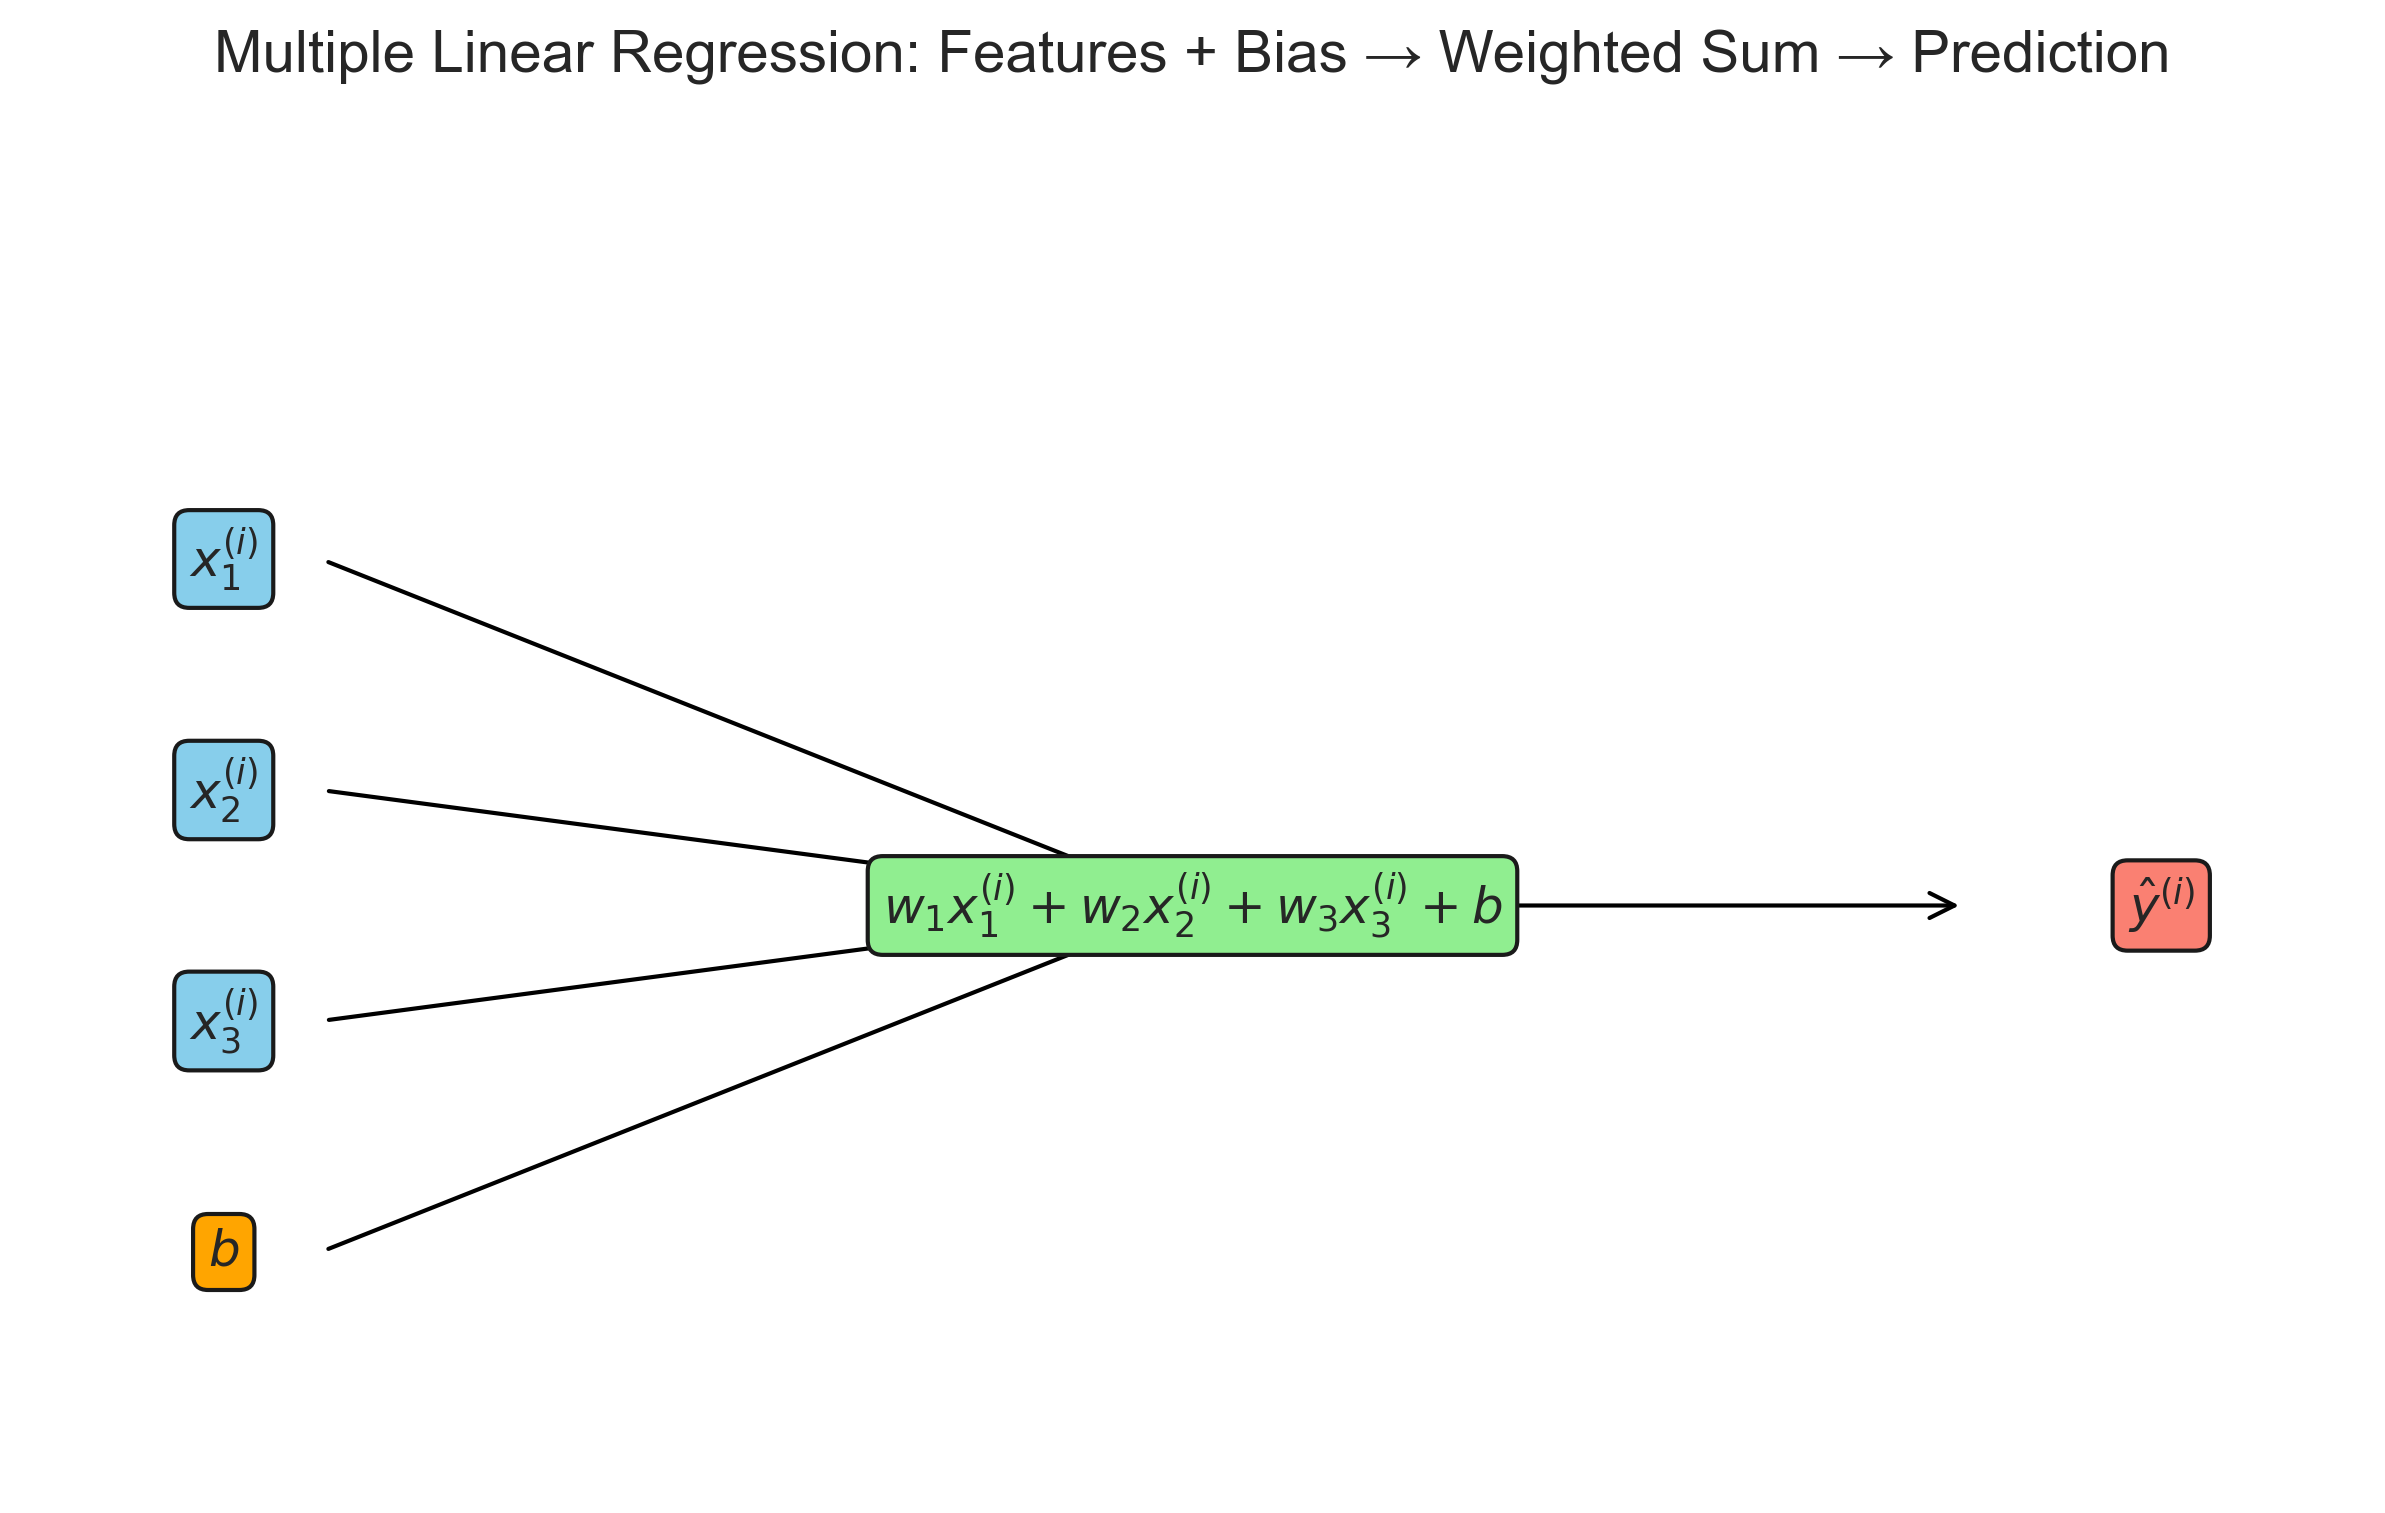 Multiple Linear Regression: Features + Bias → Weighted Sum → Prediction
$x_1^{(i)}$
$x_2^{(i)}$
$w_1x_1^{(i)} + w_2x_2^{(i)} + w_3x_3^{(i)} + b$
$\hat{y}^{(i)}$
$x_3^{(i)}$
$b$